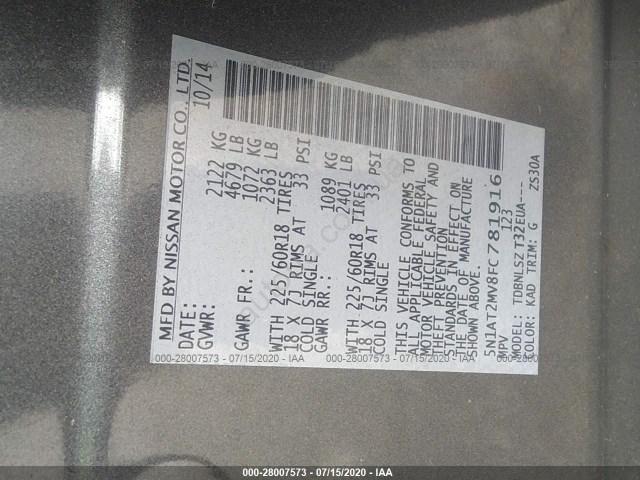 MFD BY NISSAN MOTOR CO., LTD.
DATE: 10/14
GVWR: 2122 KG
4679 LB
GAWR FR.: 1072 KG
2363 LB
WITH 225/60R18 TIRES
18 X 7J RIMS AT 33 PSI
COLD SINGLE
GAWR RR.: 1089 KG
2401 LB
WITH 225/60R18 TIRES
18 X 7J RIMS AT 33 PSI
COLD SINGLE
THIS VEHICLE CONFORMS TO
ALL APPLICABLE FEDERAL
MOTOR VEHICLE SAFETY AND
THEFT PREVENTION
STANDARDS IN EFFECT ON
THE DATE OF MANUFACTURE
SHOWN ABOVE.
5N1AT2MV8FC781916
MPV 123
MODEL: TDBNLSZ T32EUA---
COLOR: KAD TRIM: G ZS30A
000-28007573 - 07/15/2020 - IAA
000-28007573 - 07/15/2020 - IAA
000-28007573 - 07/15/2020 - IAA